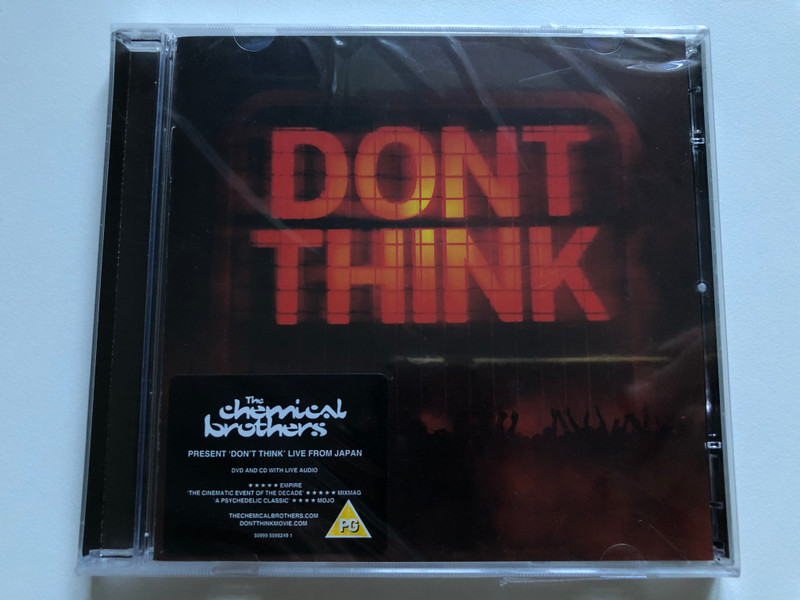 DONT
THINK
The
chemical
brothers
PRESENT 'DON'T THINK' LIVE FROM JAPAN
DVD AND CD WITH LIVE AUDIO
★★★★★ EMPIRE
'THE CINEMATIC EVENT OF THE DECADE' ★★★★★ MIXMAG
'A PSYCHEDELIC CLASSIC' ★★★★ MOJO
THECHEMICALBROTHERS.COM
DONTTHINKMOVIE.COM
PG